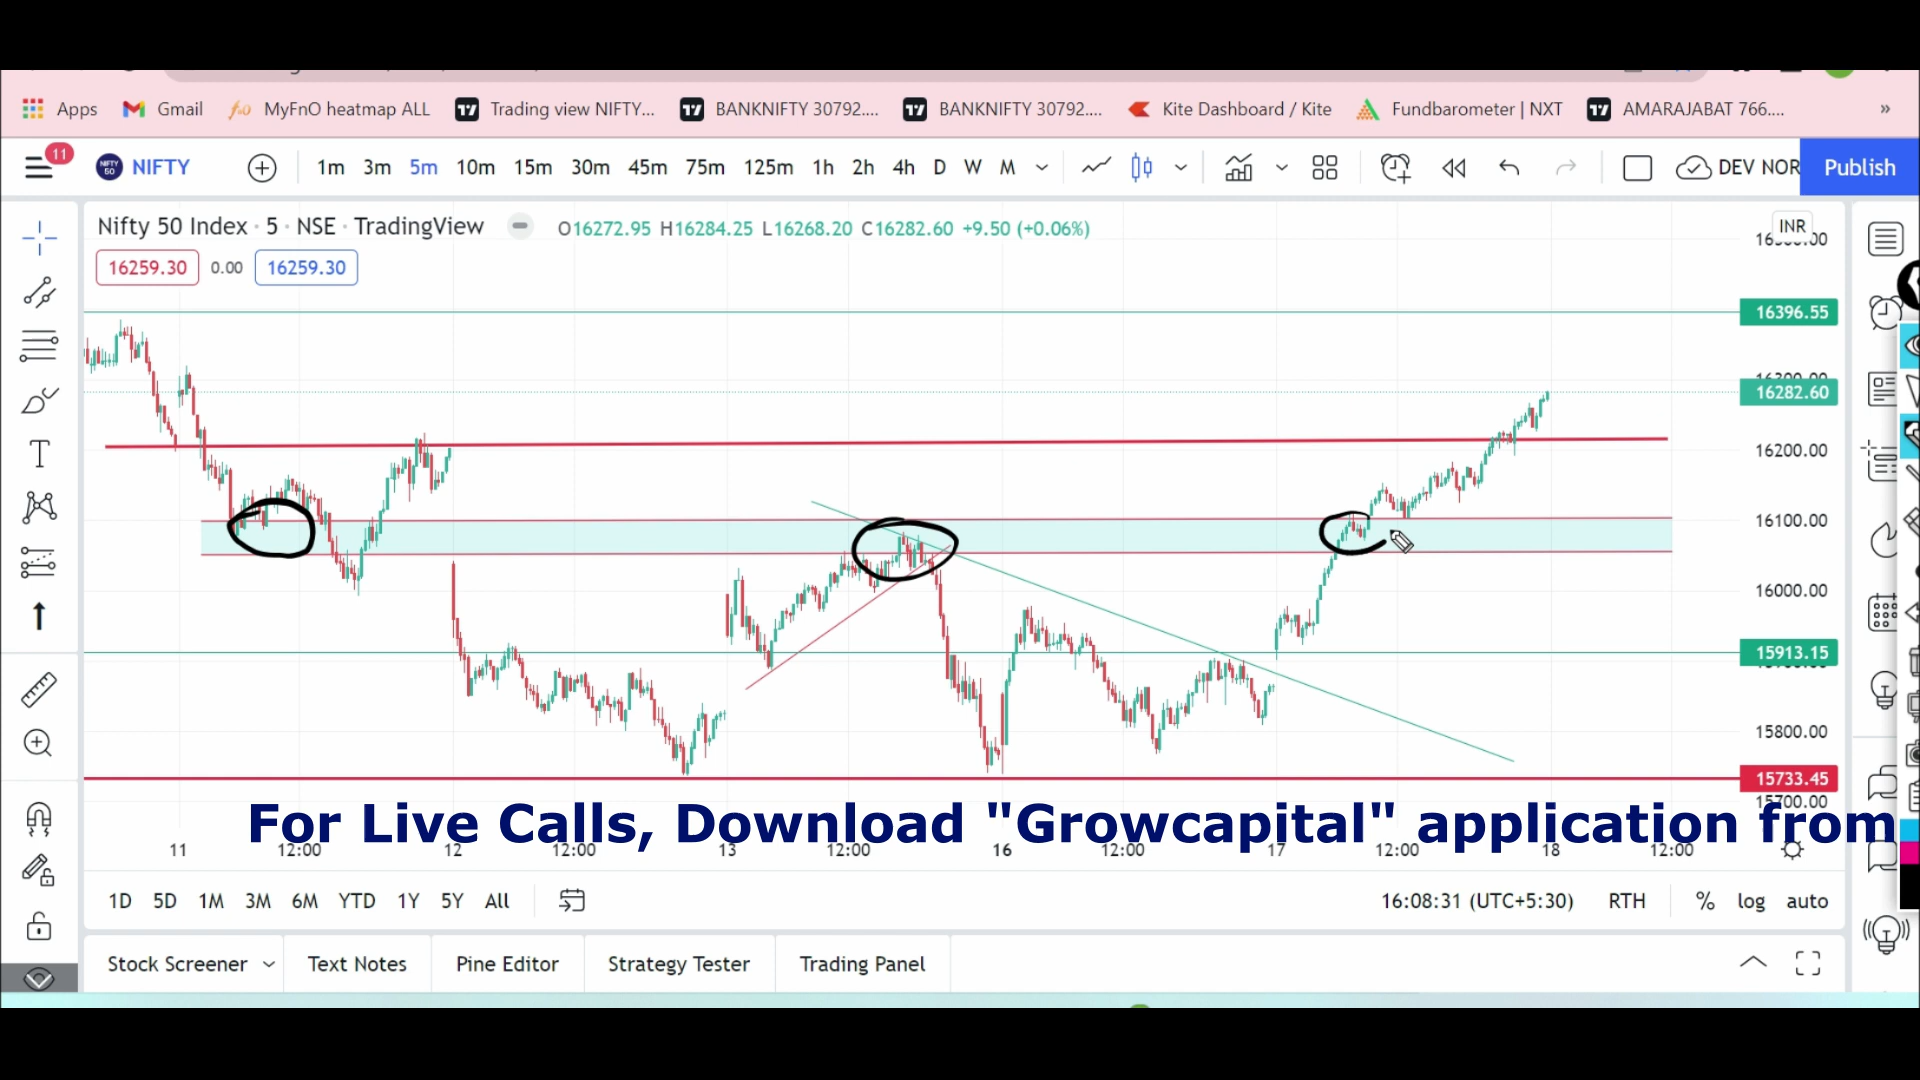 Apps Gmail MyFnO heatmap ALL Trading view NIFTY... BANKNIFTY 30792.... BANKNIFTY 30792.... Kite Dashboard / Kite Fundbarometer | NXT AMARAJABAT 766.... »
11 NIFTY 50 NIFTY 1m 3m 5m 10m 15m 30m 45m 75m 125m 1h 2h 4h D W M DEV NOR Publish
Nifty 50 Index · 5 · NSE · TradingView O16272.95 H16284.25 L16268.20 C16282.60 +9.50 (+0.06%) INR
16259.30 0.00 16259.30
16396.55
16282.60
16200.00
16100.00
16000.00
15913.15
15800.00
15733.45
15700.00
For Live Calls, Download "Growcapital" application from
11 12:00 12 12:00 13 12:00 16 12:00 17 12:00 18 12:00
1D 5D 1M 3M 6M YTD 1Y 5Y All 16:08:31 (UTC+5:30) RTH % log auto
Stock Screener Text Notes Pine Editor Strategy Tester Trading Panel